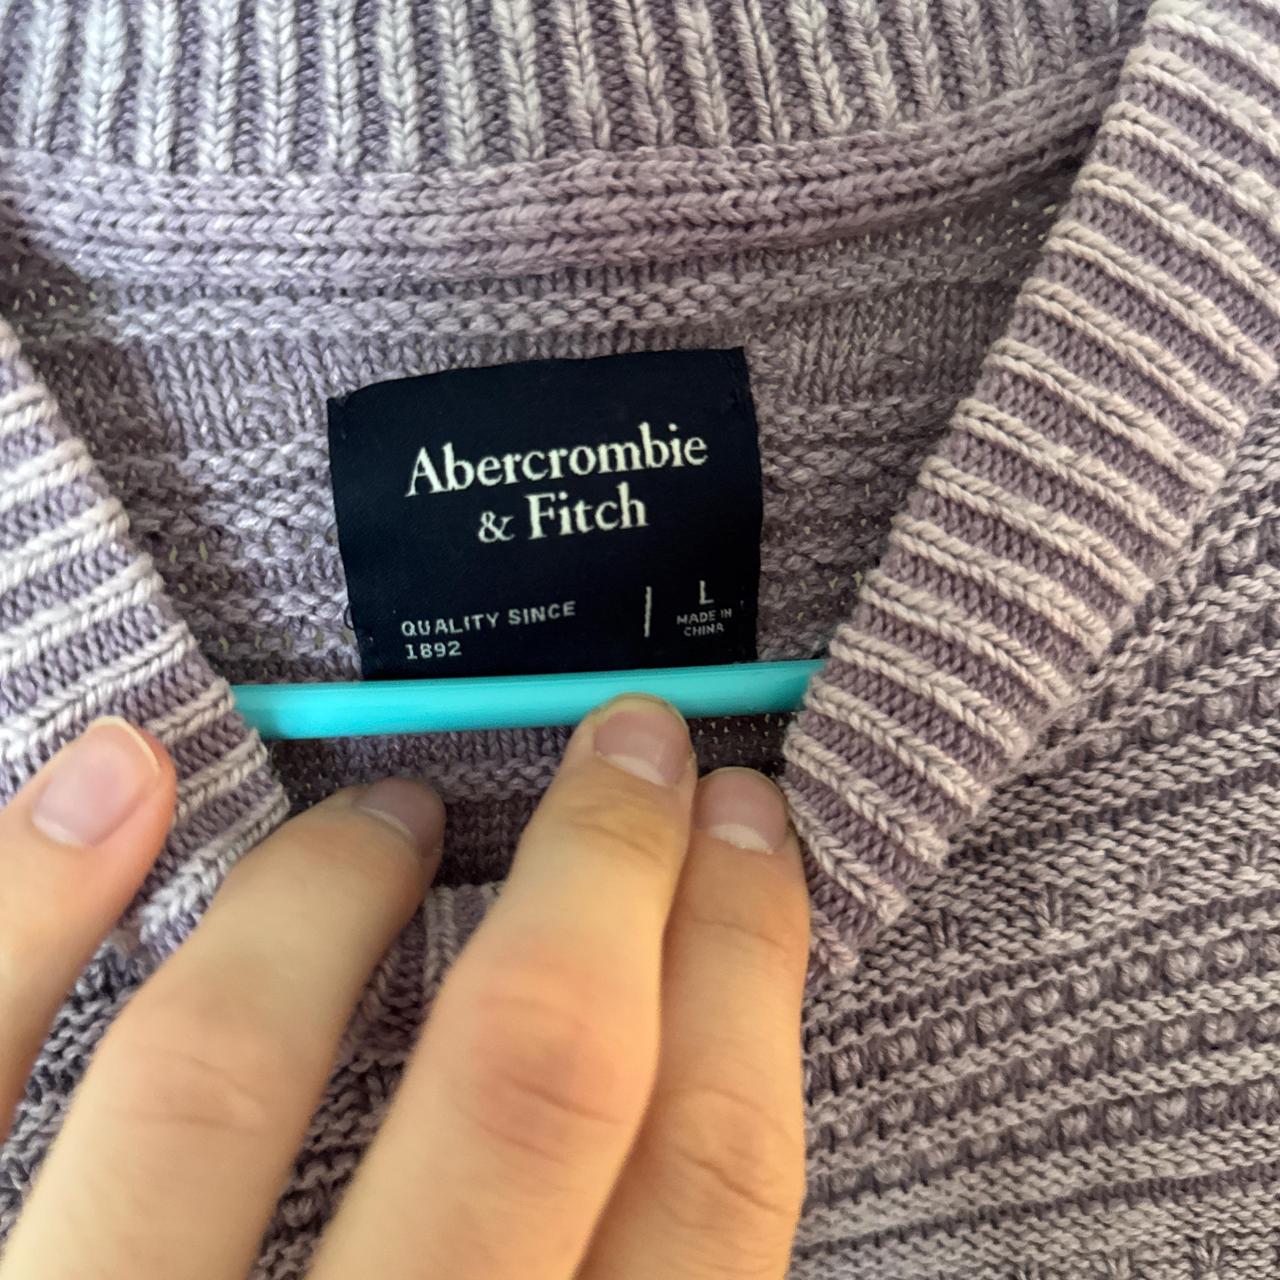 Abercrombie
& Fitch
QUALITY SINCE
1892
L
MADE IN
CHINA